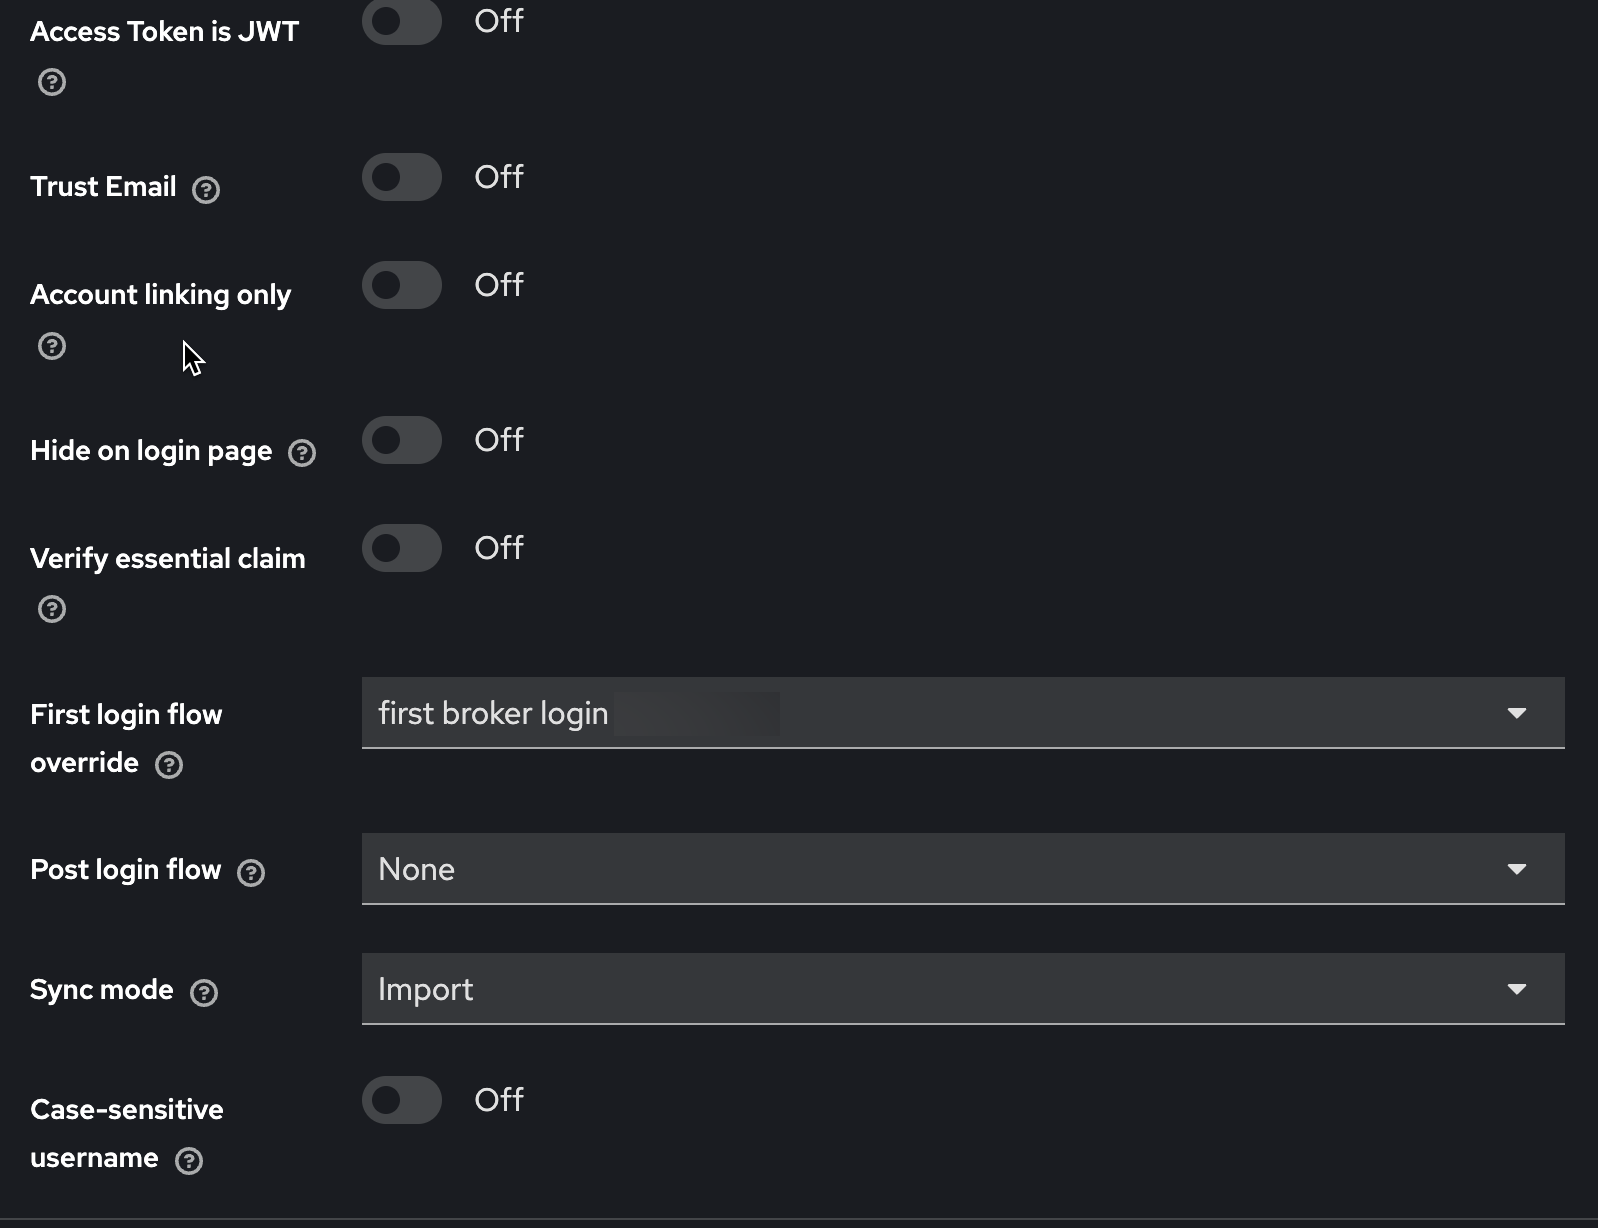 Access Token is JWT
Off
Trust Email
Off
Account linking only
Off
Hide on login page
Off
Verify essential claim
Off
First login flow
override
first broker login
Post login flow
None
Sync mode
Import
Case-sensitive
username
Off